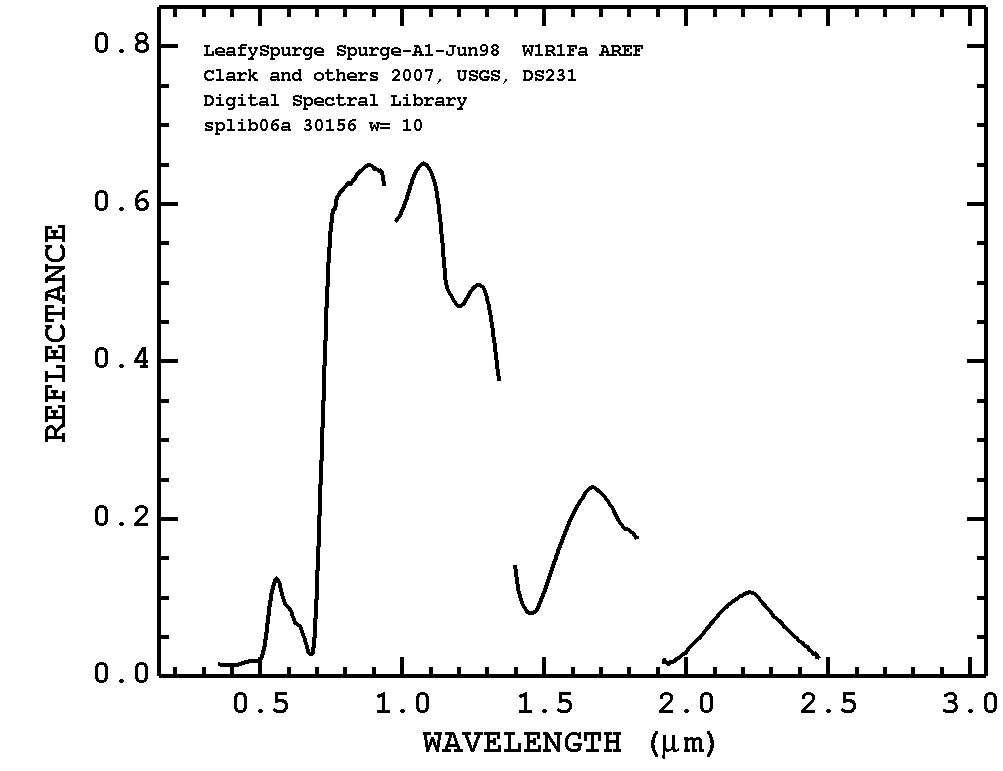 LeafySpurge Spurge-A1-Jun98  W1R1Fa AREF
Clark and others 2007, USGS, DS231
Digital Spectral Library
splib06a 30156 w= 10
REFLECTANCE
0.8
0.6
0.4
0.2
0.0
0.5 1.0 1.5 2.0 2.5 3.0
WAVELENGTH (μm)